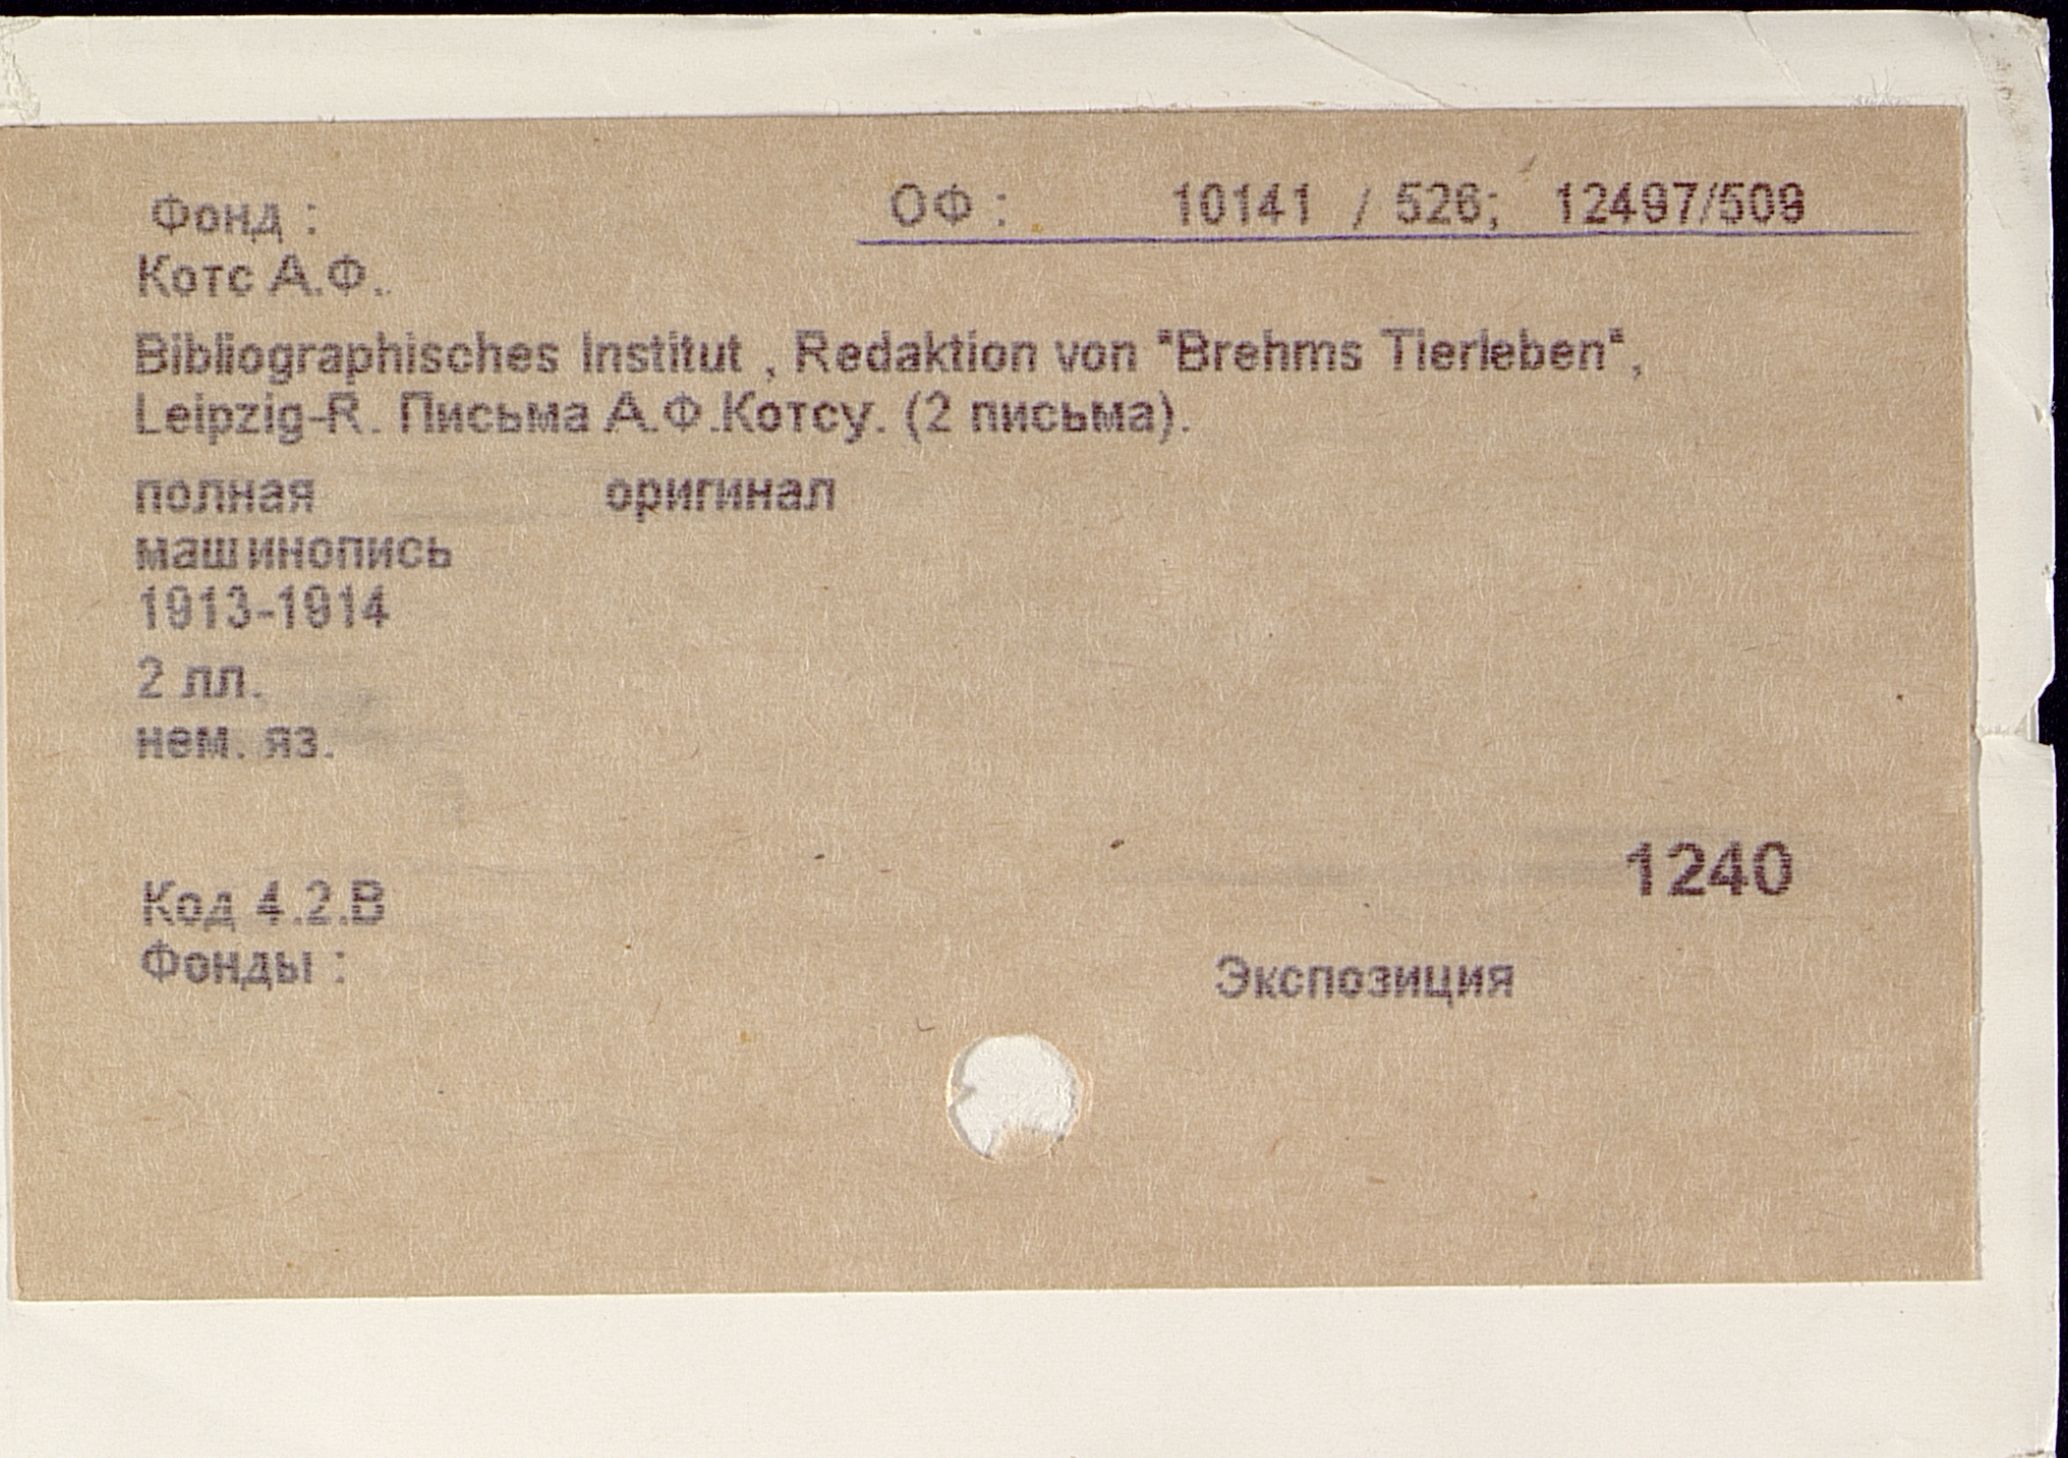 Фонд :
ОФ : 10141 / 526; 12497/509
Котс А.Ф.
Bibliographisches Institut , Redaktion von "Brehms Tierleben",
Leipzig-R. Письма А.Ф.Котсу. (2 письма).
полная оригинал
машинопись
1913-1914
2 лл.
нем. яз.
1240
Код 4.2.В
Фонды :
Экспозиция